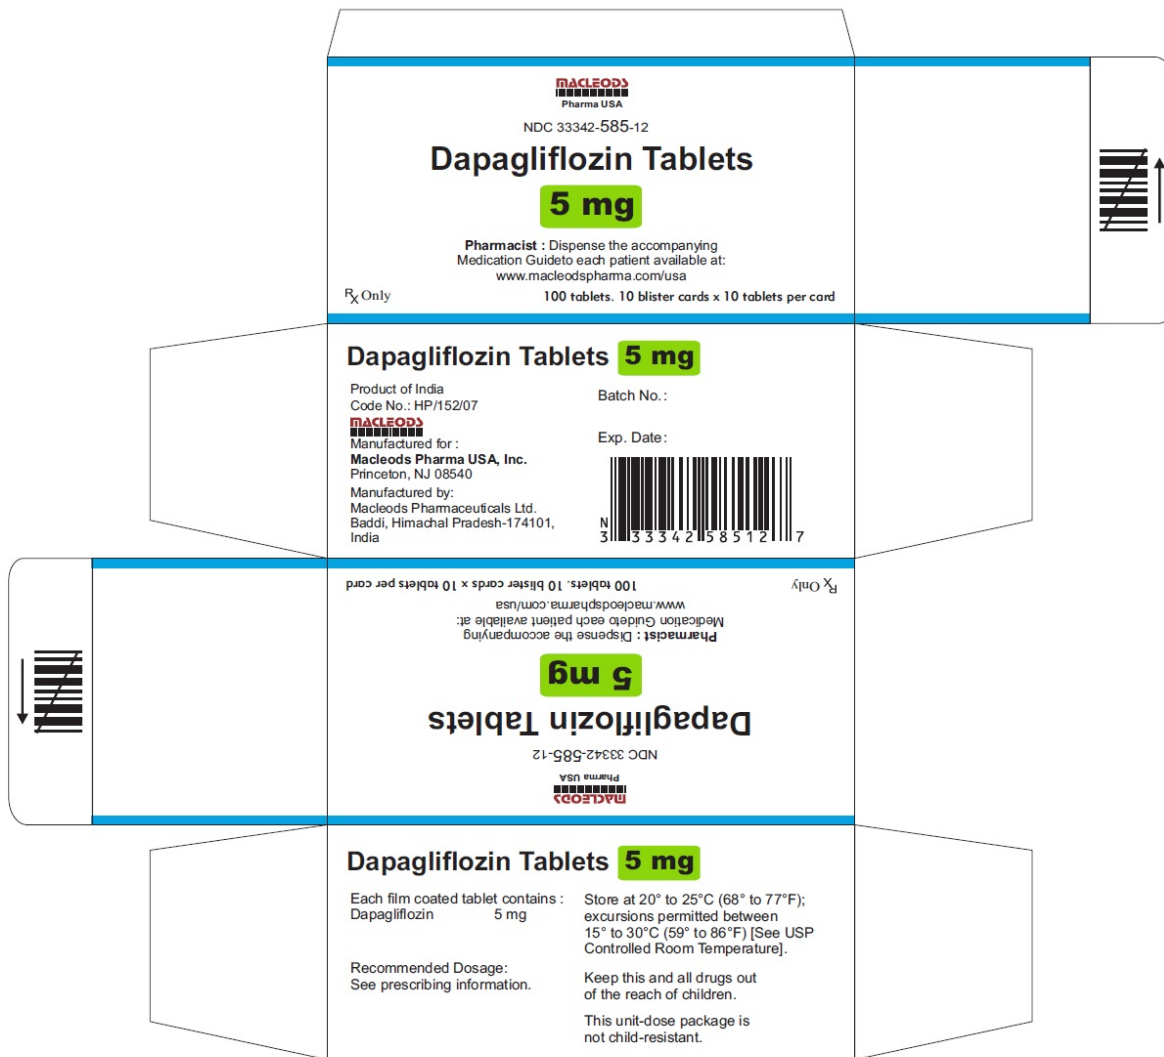 MACLEODS
Pharma USA
NDC 33342-585-12
Dapagliflozin Tablets
5 mg
Pharmacist : Dispense the accompanying
Medication Guideto each patient available at:
www.macleodspharma.com/usa
Rx Only
100 tablets. 10 blister cards x 10 tablets per card
Dapagliflozin Tablets 5 mg
Product of India
Code No.: HP/152/07
MACLEODS
Manufactured for :
Macleods Pharma USA, Inc.
Princeton, NJ 08540
Manufactured by:
Macleods Pharmaceuticals Ltd.
Baddi, Himachal Pradesh-174101,
India
Batch No.:
Exp. Date:
N
3 33342 58512 7
MACLEODS
Pharma USA
NDC 33342-585-12
Dapagliflozin Tablets
5 mg
Pharmacist : Dispense the accompanying
Medication Guideto each patient available at:
www.macleodspharma.com/usa
Rx Only
100 tablets. 10 blister cards x 10 tablets per card
Dapagliflozin Tablets 5 mg
Each film coated tablet contains :
Dapagliflozin 5 mg
Recommended Dosage:
See prescribing information.
Store at 20° to 25°C (68° to 77°F);
excursions permitted between
15° to 30°C (59° to 86°F) [See USP
Controlled Room Temperature].
Keep this and all drugs out
of the reach of children.
This unit-dose package is
not child-resistant.